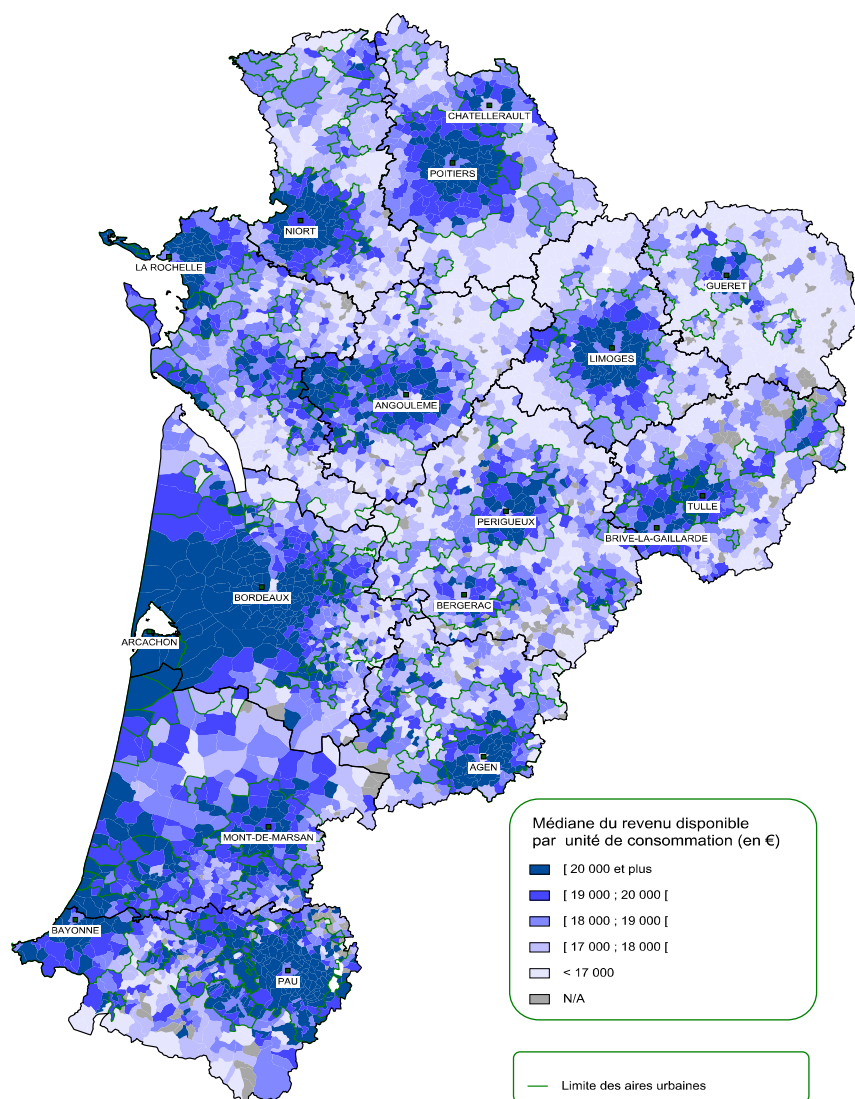 CHATELLERAULT
POITIERS
NIORT
LA ROCHELLE
GUERET
LIMOGES
ANGOULEME
TULLE
PERIGUEUX
BRIVE-LA-GAILLARDE
BORDEAUX
BERGERAC
ARCACHON
AGEN
MONT-DE-MARSAN
BAYONNE
PAU
Médiane du revenu disponible
par unité de consommation (en €)
[ 20 000 et plus
[ 19 000 ; 20 000 [
[ 18 000 ; 19 000 [
[ 17 000 ; 18 000 [
< 17 000
N/A
Limite des aires urbaines